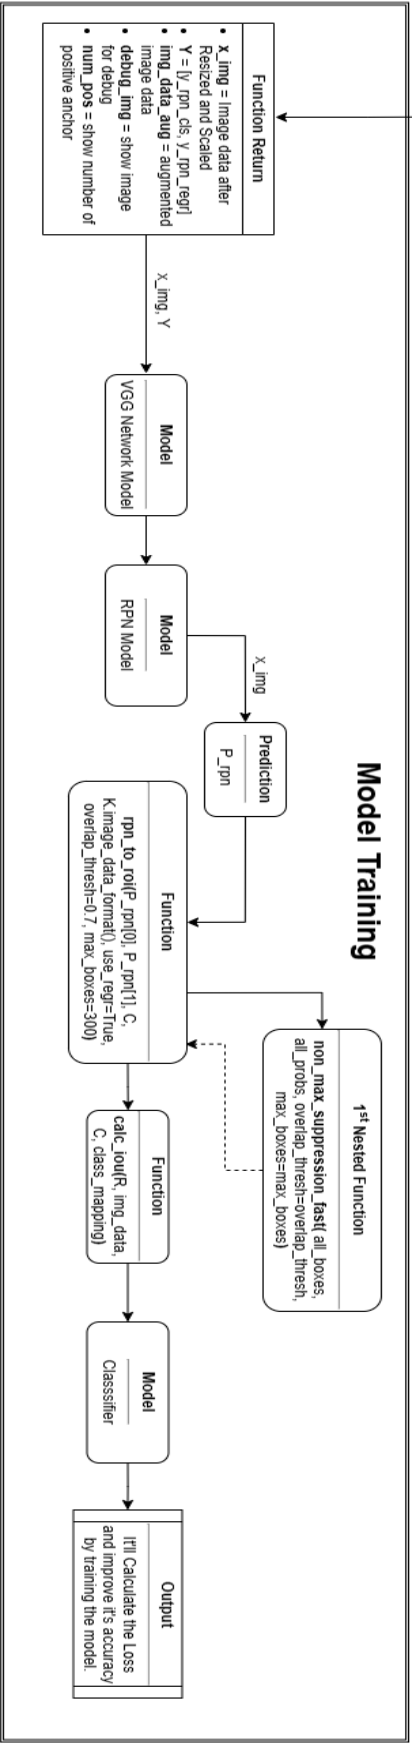 Model Training
Function Return
• x_img = Image data after
Resized and Scaled
• Y = [y_rpn_cls, y_rpn_regr]
• img_data_aug = augmented
image data
• debug_img = show image
for debug
• num_pos = show number of
positive anchor
x_img, Y
Model
VGG Network Model
Model
RPN Model
x_img
Prediction
P_rpn
Function
rpn_to_roi(P_rpn[0], P_rpn[1], C,
K.image_data_format(), use_regr=True,
overlap_thresh=0.7, max_boxes=300)
1st Nested Function
non_max_suppression_fast( all_boxes,
all_probs, overlap_thresh=overlap_thresh,
max_boxes=max_boxes)
Function
calc_iou(R, img_data,
C, class_mapping)
Model
Classsifier
Output
It'll Calculate the Loss
and improve it's accuracy
by training the model.